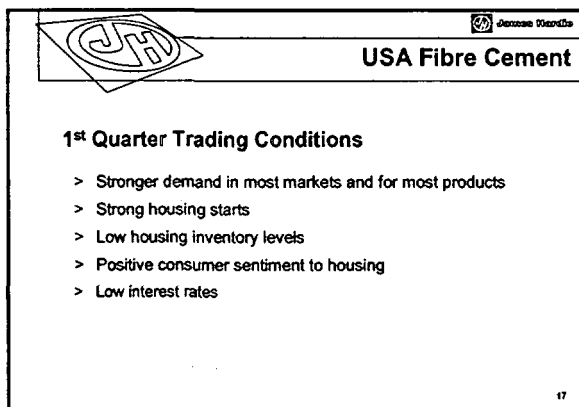 James Hardie
JH
USA Fibre Cement
1st Quarter Trading Conditions
> Stronger demand in most markets and for most products
> Strong housing starts
> Low housing inventory levels
> Positive consumer sentiment to housing
> Low interest rates
17